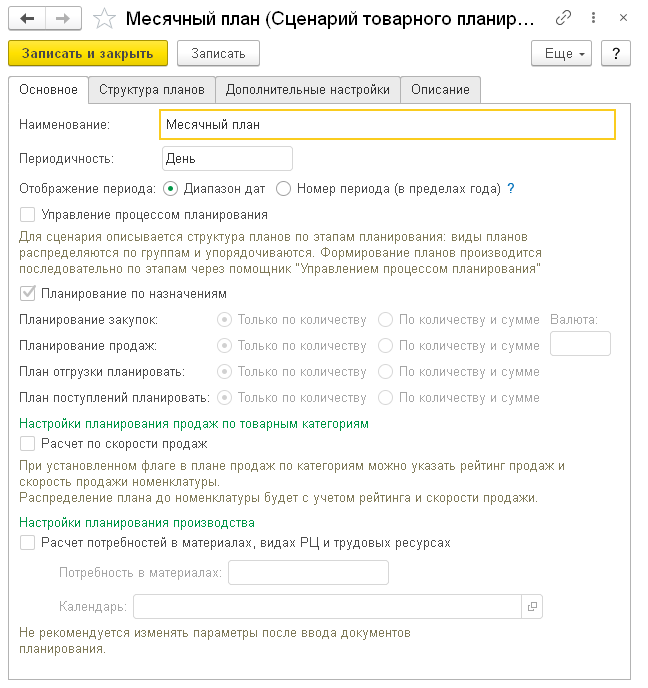 Месячный план (Сценарий товарного планир...
Записать и закрыть Записать Еще ?
Основное Структура планов Дополнительные настройки Описание
Наименование: Месячный план
Периодичность: День
Отображение периода: Диапазон дат Номер периода (в пределах года) ?
Управление процессом планирования
Для сценария описывается структура планов по этапам планирования: виды планов
распределяются по группам и упорядочиваются. Формирование планов производится
последовательно по этапам через помощник "Управлением процессом планирования"
Планирование по назначениям
Планирование закупок: Только по количеству По количеству и сумме Валюта:
Планирование продаж: Только по количеству По количеству и сумме
План отгрузки планировать: Только по количеству По количеству и сумме
План поступлений планировать: Только по количеству По количеству и сумме
Настройки планирования продаж по товарным категориям
Расчет по скорости продаж
При установленном флаге в плане продаж по категориям можно указать рейтинг продаж и
скорость продажи номенклатуры.
Распределение плана до номенклатуры будет с учетом рейтинга и скорости продажи.
Настройки планирования производства
Расчет потребностей в материалах, видах РЦ и трудовых ресурсах
Потребность в материалах:
Календарь:
Не рекомендуется изменять параметры после ввода документов
планирования.